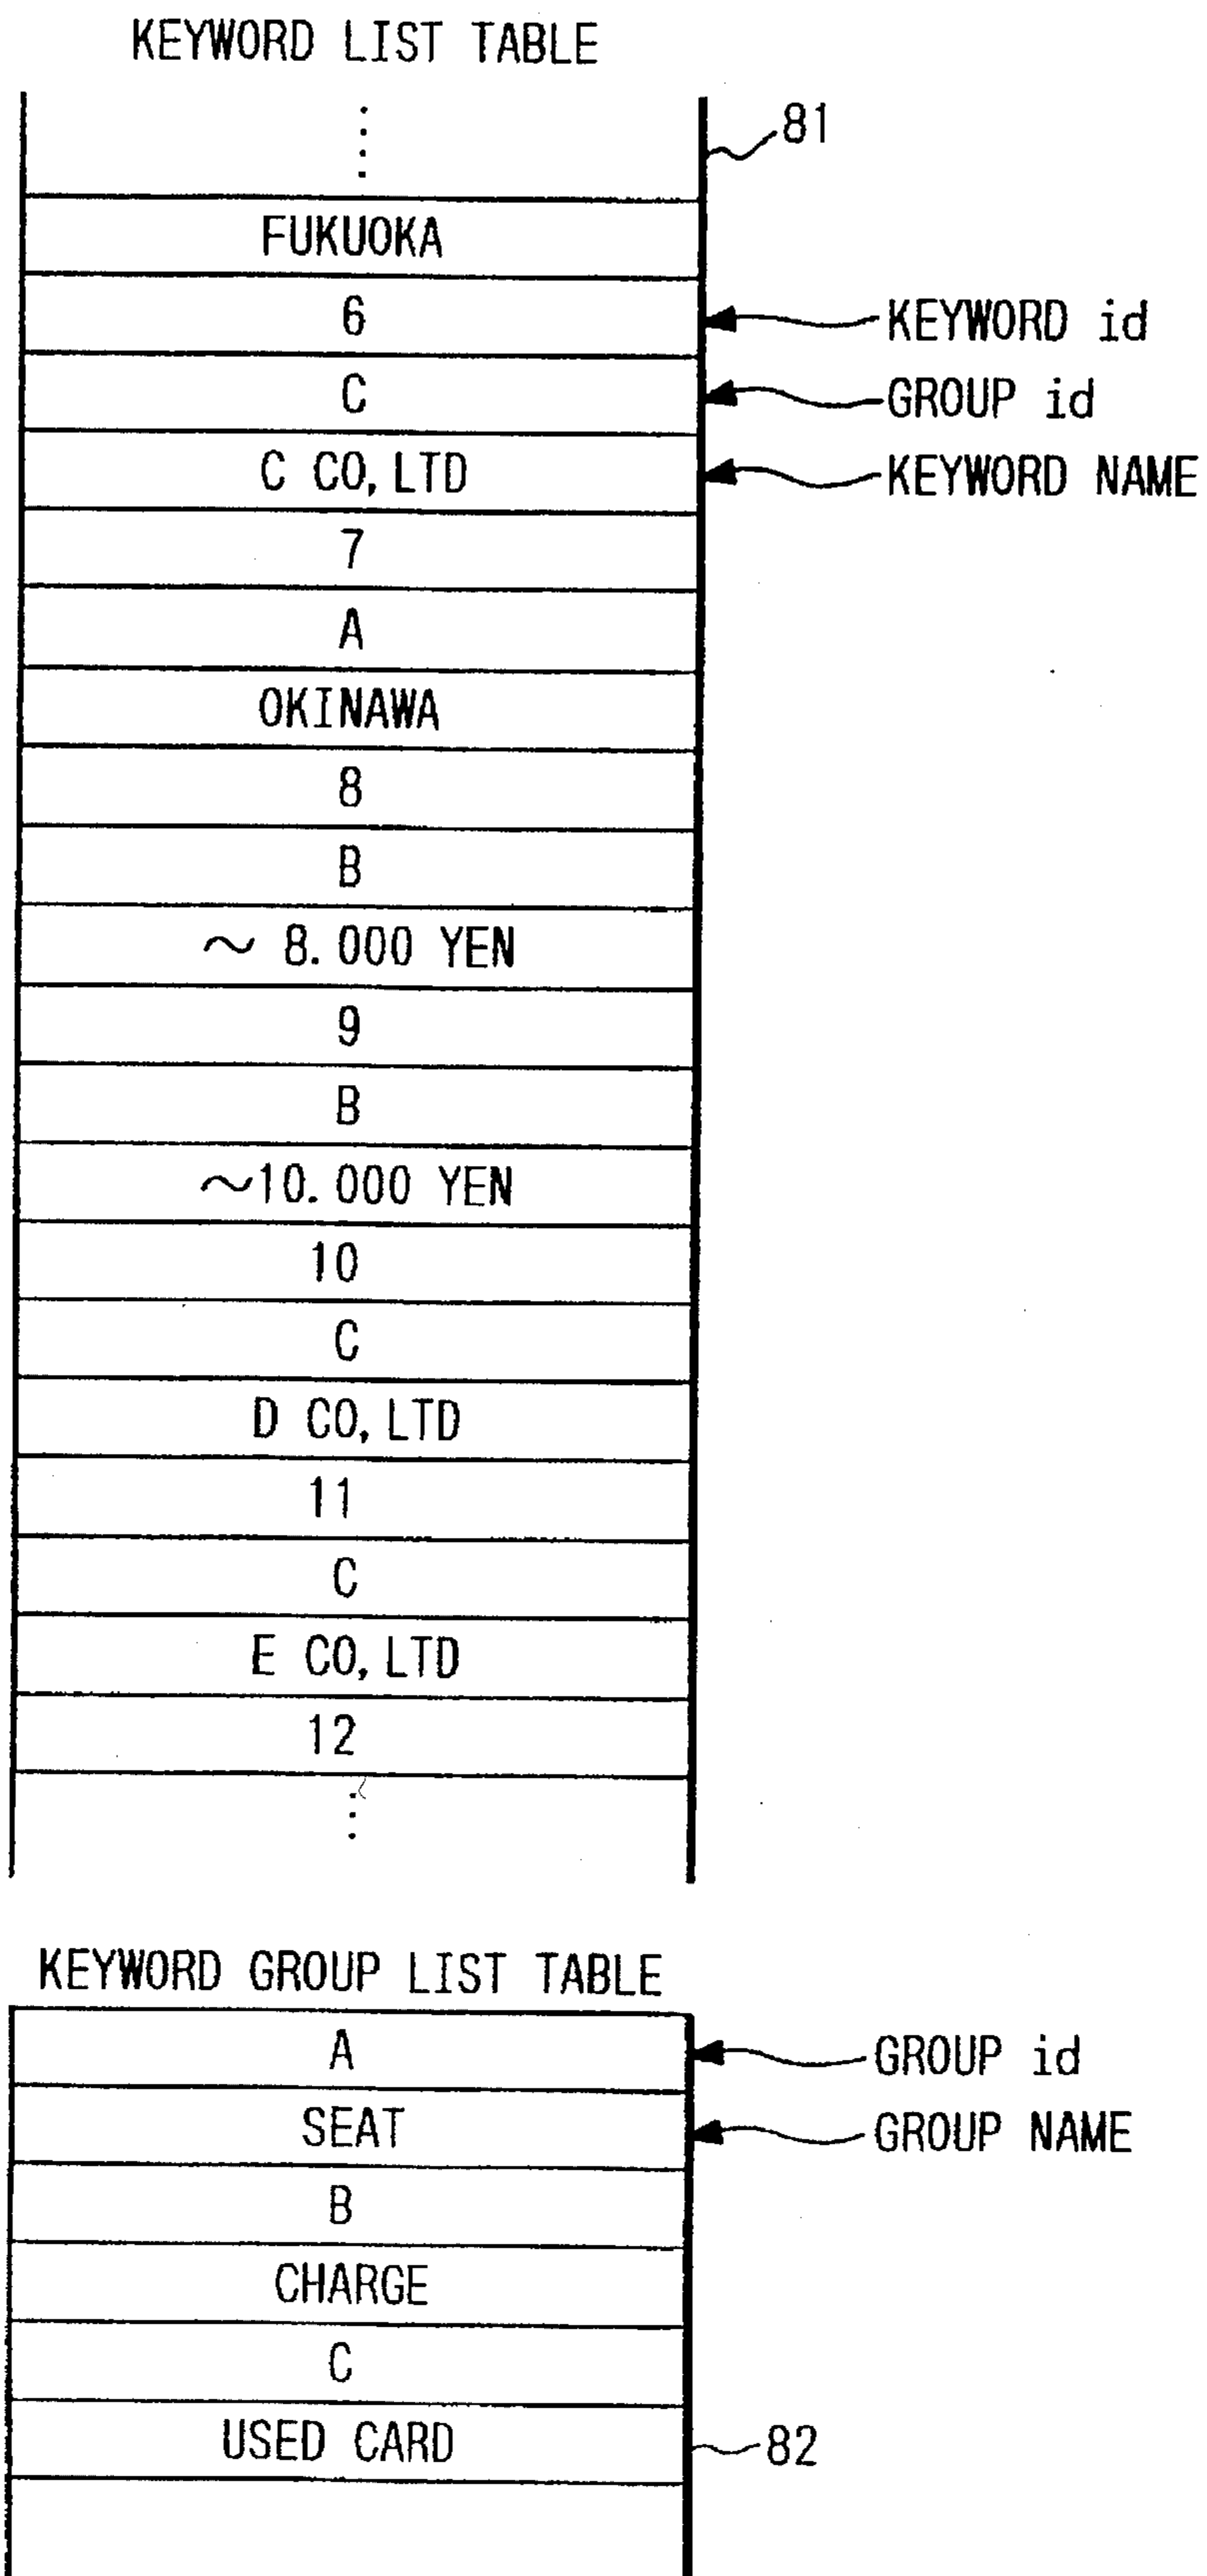 KEYWORD LIST TABLE
81
FUKUOKA
6
KEYWORD id
C
GROUP id
C CO,LTD
KEYWORD NAME
7
A
OKINAWA
8
B
~ 8.000 YEN
9
B
~10.000 YEN
10
C
D CO,LTD
11
C
E CO,LTD
12
KEYWORD GROUP LIST TABLE
A
GROUP id
SEAT
GROUP NAME
B
CHARGE
C
USED CARD
82